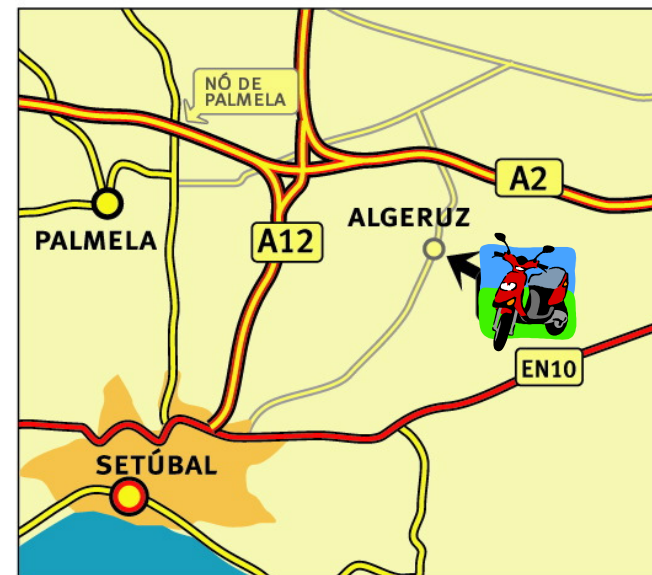 NÓ DE
PALMELA
A2
ALGERUZ
PALMELA
A12
EN10
SETÚBAL